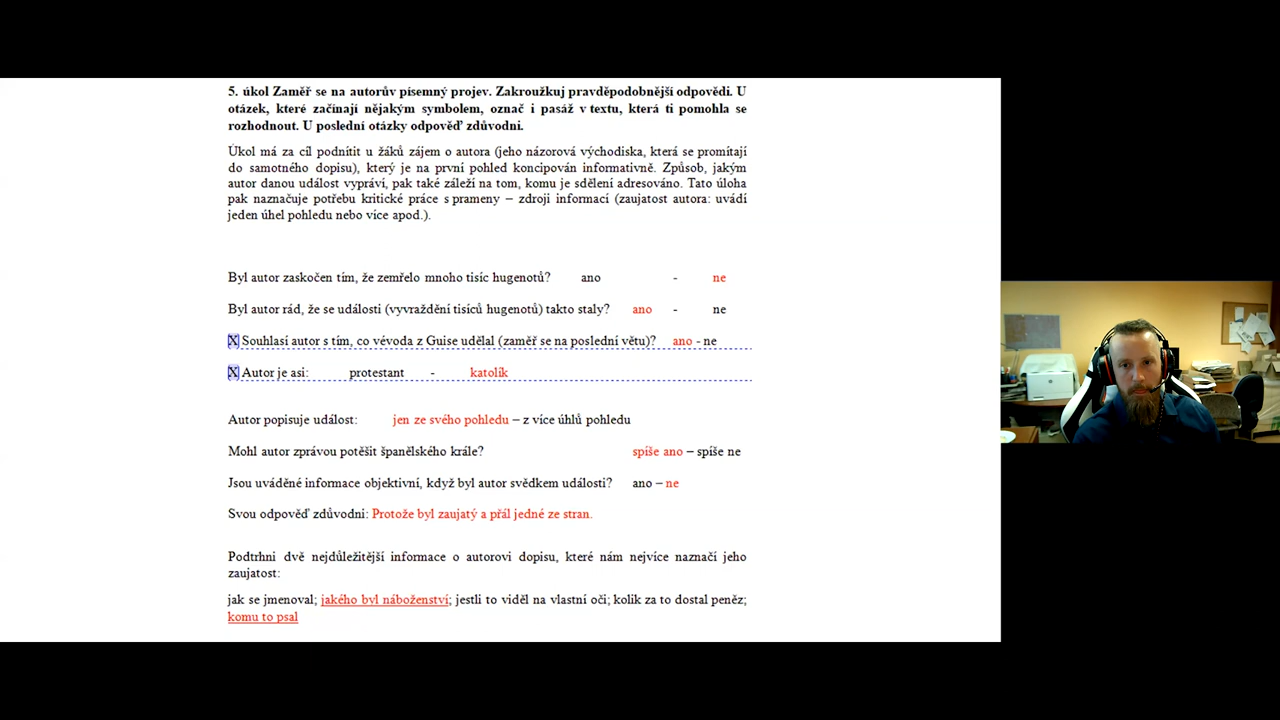 5. úkol Zaměř se na autorův písemný projev. Zakroužkuj pravděpodobnější odpovědi. U
otázek, které začínají nějakým symbolem, označ i pasáž v textu, která ti pomohla se
rozhodnout. U poslední otázky odpověď zdůvodni.
Úkol má za cíl podnítit u žáků zájem o autora (jeho názorová východiska, která se promítají
do samotného dopisu), který je na první pohled koncipován informativně. Způsob, jakým
autor danou událost vypráví, pak také záleží na tom, komu je sdělení adresováno. Tato úloha
pak naznačuje potřebu kritické práce s prameny – zdroji informací (zaujatost autora: uvádí
jeden úhel pohledu nebo více apod.).
Byl autor zaskočen tím, že zemřelo mnoho tisíc hugenotů? ano - ne
Byl autor rád, že se události (vyvraždění tisíců hugenotů) takto staly? ano - ne
X Souhlasí autor s tím, co vévoda z Guise udělal (zaměř se na poslední větu)? ano - ne
X Autor je asi: protestant - katolík
Autor popisuje událost: jen ze svého pohledu – z více úhlů pohledu
Mohl autor zprávou potěšit španělského krále? spíše ano – spíše ne
Jsou uváděné informace objektivní, když byl autor svědkem události? ano – ne
Svou odpověď zdůvodni: Protože byl zaujatý a přál jedné ze stran.
Podtrhni dvě nejdůležitější informace o autorovi dopisu, které nám nejvíce naznačí jeho
zaujatost:
jak se jmenoval; jakého byl náboženství; jestli to viděl na vlastní oči; kolik za to dostal peněz;
komu to psal